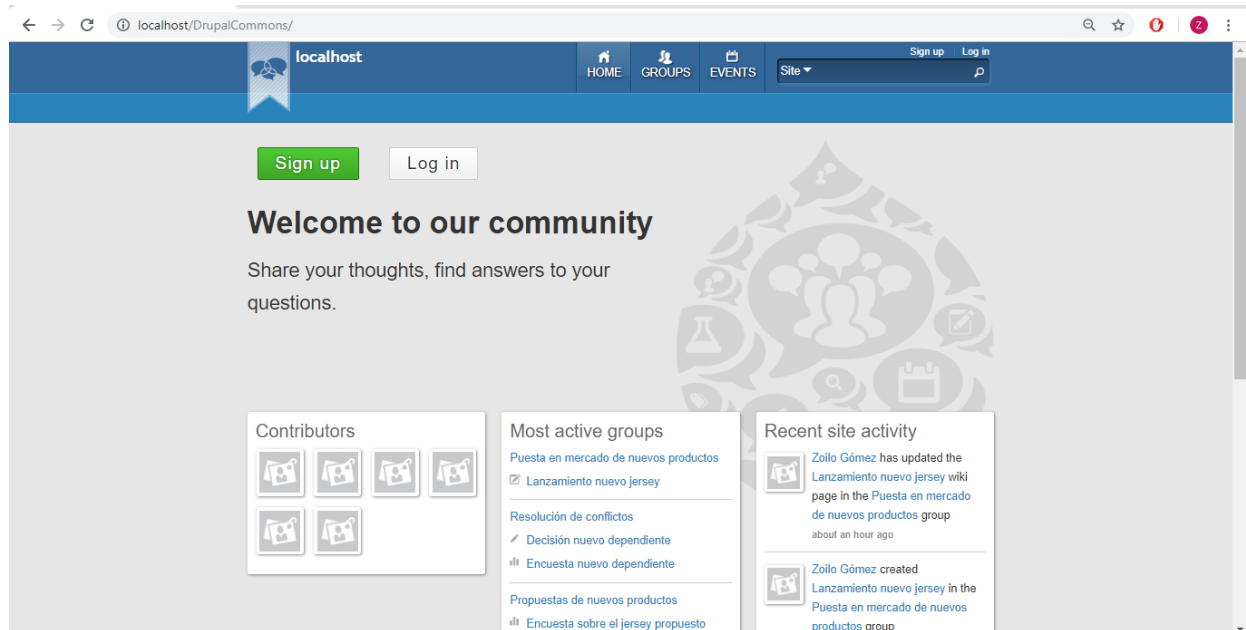 localhost/DrupalCommons/
Z
localhost
HOME
GROUPS
EVENTS
Sign up
Log in
Site
Sign up
Log in
Welcome to our community
Share your thoughts, find answers to your
questions.
Contributors
Most active groups
Puesta en mercado de nuevos productos
Lanzamiento nuevo jersey
Resolución de conflictos
Decisión nuevo dependiente
Encuesta nuevo dependiente
Propuestas de nuevos productos
Encuesta sobre el jersey propuesto
Recent site activity
Zoilo Gómez has updated the
Lanzamiento nuevo jersey wiki
page in the Puesta en mercado
de nuevos productos group
about an hour ago
Zoilo Gómez created
Lanzamiento nuevo jersey in the
Puesta en mercado de nuevos
productos group